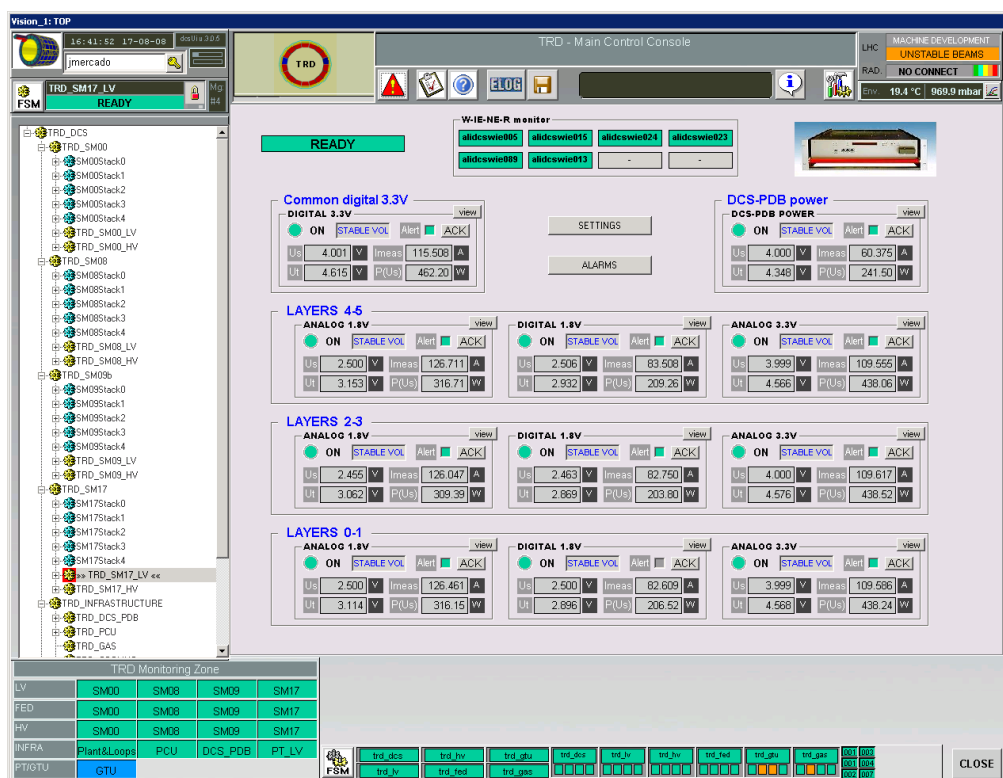 Vision_1: TOP
16:41:52 17-08-08 dcsUi v.3.0.5
jmercado
TRD
TRD - Main Control Console
LHC MACHINE DEVELOPMENT
UNSTABLE BEAMS
RAD. NO CONNECT
Env. 19.4 °C 969.9 mbar
ELOG
FSM TRD_SM17_LV
READY
Mg: #4
TRD_DCS
TRD_SM00
SM00Stack0
SM00Stack1
SM00Stack2
SM00Stack3
SM00Stack4
TRD_SM00_LV
TRD_SM00_HV
TRD_SM08
SM08Stack0
SM08Stack1
SM08Stack2
SM08Stack3
SM08Stack4
TRD_SM08_LV
TRD_SM08_HV
TRD_SM09b
SM09Stack0
SM09Stack1
SM09Stack2
SM09Stack3
SM09Stack4
TRD_SM09_LV
TRD_SM09_HV
TRD_SM17
SM17Stack0
SM17Stack1
SM17Stack2
SM17Stack3
SM17Stack4
»» TRD_SM17_LV ««
TRD_SM17_HV
TRD_INFRASTRUCTURE
TRD_DCS_PDB
TRD_PCU
TRD_GAS
READY
W-IE-NE-R monitor
alidcswie005 alidcswie015 alidcswie024 alidcswie023
alidcswie089 alidcswie013 - -
Common digital 3.3V
DIGITAL 3.3V view
ON STABLE VOL Alert ACK
Us 4.001 V Imeas 115.508 A
Ut 4.615 V P(Us) 462.20 W
SETTINGS
ALARMS
DCS-PDB power
DCS-PDB POWER view
ON STABLE VOL Alert ACK
Us 4.000 V Imeas 60.375 A
Ut 4.348 V P(Us) 241.50 W
LAYERS 4-5
ANALOG 1.8V view DIGITAL 1.8V view ANALOG 3.3V view
ON STABLE VOL Alert ACK ON STABLE VOL Alert ACK ON STABLE VOL Alert ACK
Us 2.500 V Imeas 126.711 A Us 2.506 V Imeas 83.508 A Us 3.999 V Imeas 109.555 A
Ut 3.153 V P(Us) 316.71 W Ut 2.932 V P(Us) 209.26 W Ut 4.566 V P(Us) 438.06 W
LAYERS 2-3
ANALOG 1.8V view DIGITAL 1.8V view ANALOG 3.3V view
ON STABLE VOL Alert ACK ON STABLE VOL Alert ACK ON STABLE VOL Alert ACK
Us 2.455 V Imeas 126.047 A Us 2.463 V Imeas 82.750 A Us 4.000 V Imeas 109.617 A
Ut 3.062 V P(Us) 309.39 W Ut 2.869 V P(Us) 203.80 W Ut 4.576 V P(Us) 438.52 W
LAYERS 0-1
ANALOG 1.8V view DIGITAL 1.8V view ANALOG 3.3V view
ON STABLE VOL Alert ACK ON STABLE VOL Alert ACK ON STABLE VOL Alert ACK
Us 2.500 V Imeas 126.461 A Us 2.500 V Imeas 82.609 A Us 3.999 V Imeas 109.586 A
Ut 3.114 V P(Us) 316.15 W Ut 2.896 V P(Us) 206.52 W Ut 4.568 V P(Us) 438.24 W
TRD Monitoring Zone
LV SM00 SM08 SM09 SM17
FED SM00 SM08 SM09 SM17
HV SM00 SM08 SM09 SM17
INFRA Plant&Loops PCU DCS_PDB PT_LV
PT/GTU GTU
FSM
trd_dcs trd_hv trd_gtu trd_dcs trd_lv trd_hv trd_fed trd_gtu trd_gas 001 003
trd_lv trd_fed trd_gas 001 004
002 007
CLOSE